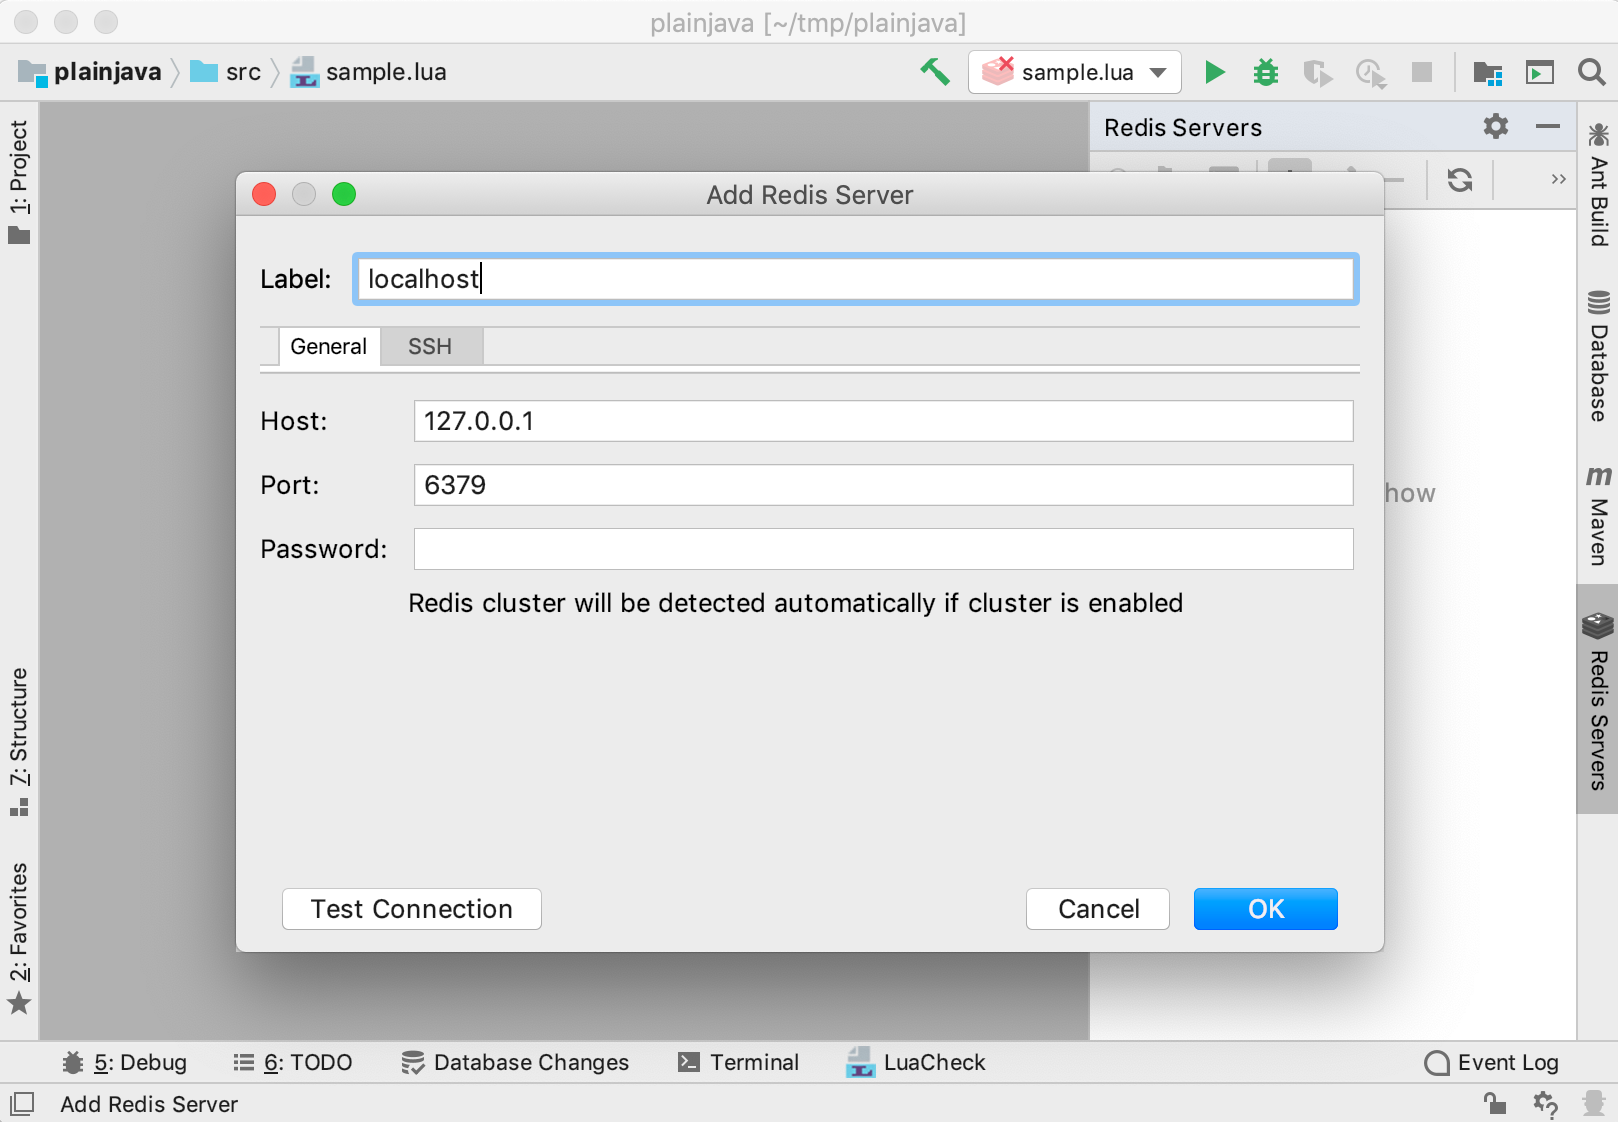 plainjava [~/tmp/plainjava]
plainjava src sample.lua
sample.lua
Redis Servers
1: Project
7: Structure
2: Favorites
Add Redis Server
Label: localhost
General SSH
Host: 127.0.0.1
Port: 6379
Password:
Redis cluster will be detected automatically if cluster is enabled
Test Connection Cancel OK
how
Ant Build
Database
m Maven
Redis Servers
5: Debug 6: TODO Database Changes Terminal LuaCheck Event Log
Add Redis Server